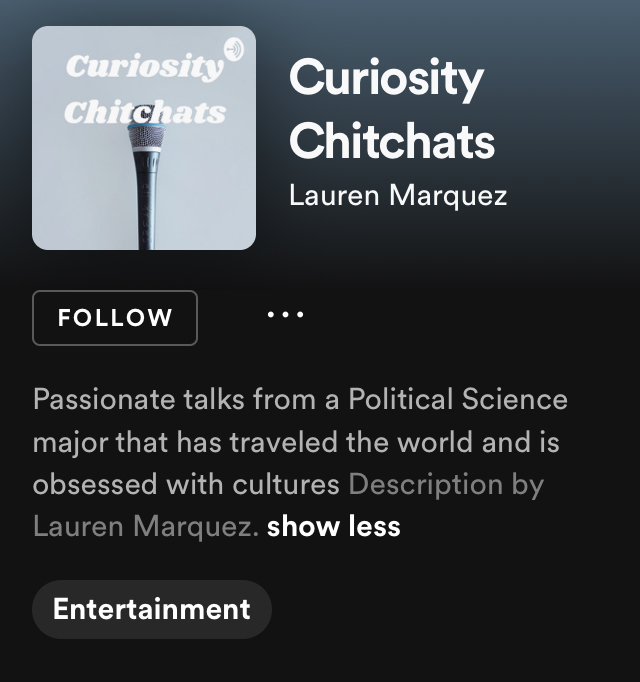 Curiosity
Chitchats
Curiosity
Chitchats
Lauren Marquez
FOLLOW
Passionate talks from a Political Science
major that has traveled the world and is
obsessed with cultures Description by
Lauren Marquez. show less
Entertainment